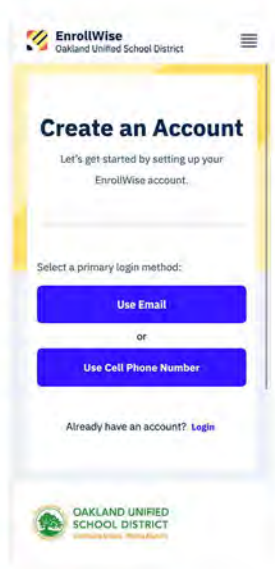 EnrollWise
Oakland Unified School District
Create an Account
Let's get started by setting up your
EnrollWise account.
Select a primary login method:
Use Email
or
Use Cell Phone Number
Already have an account? Login
OAKLAND UNIFIED
SCHOOL DISTRICT